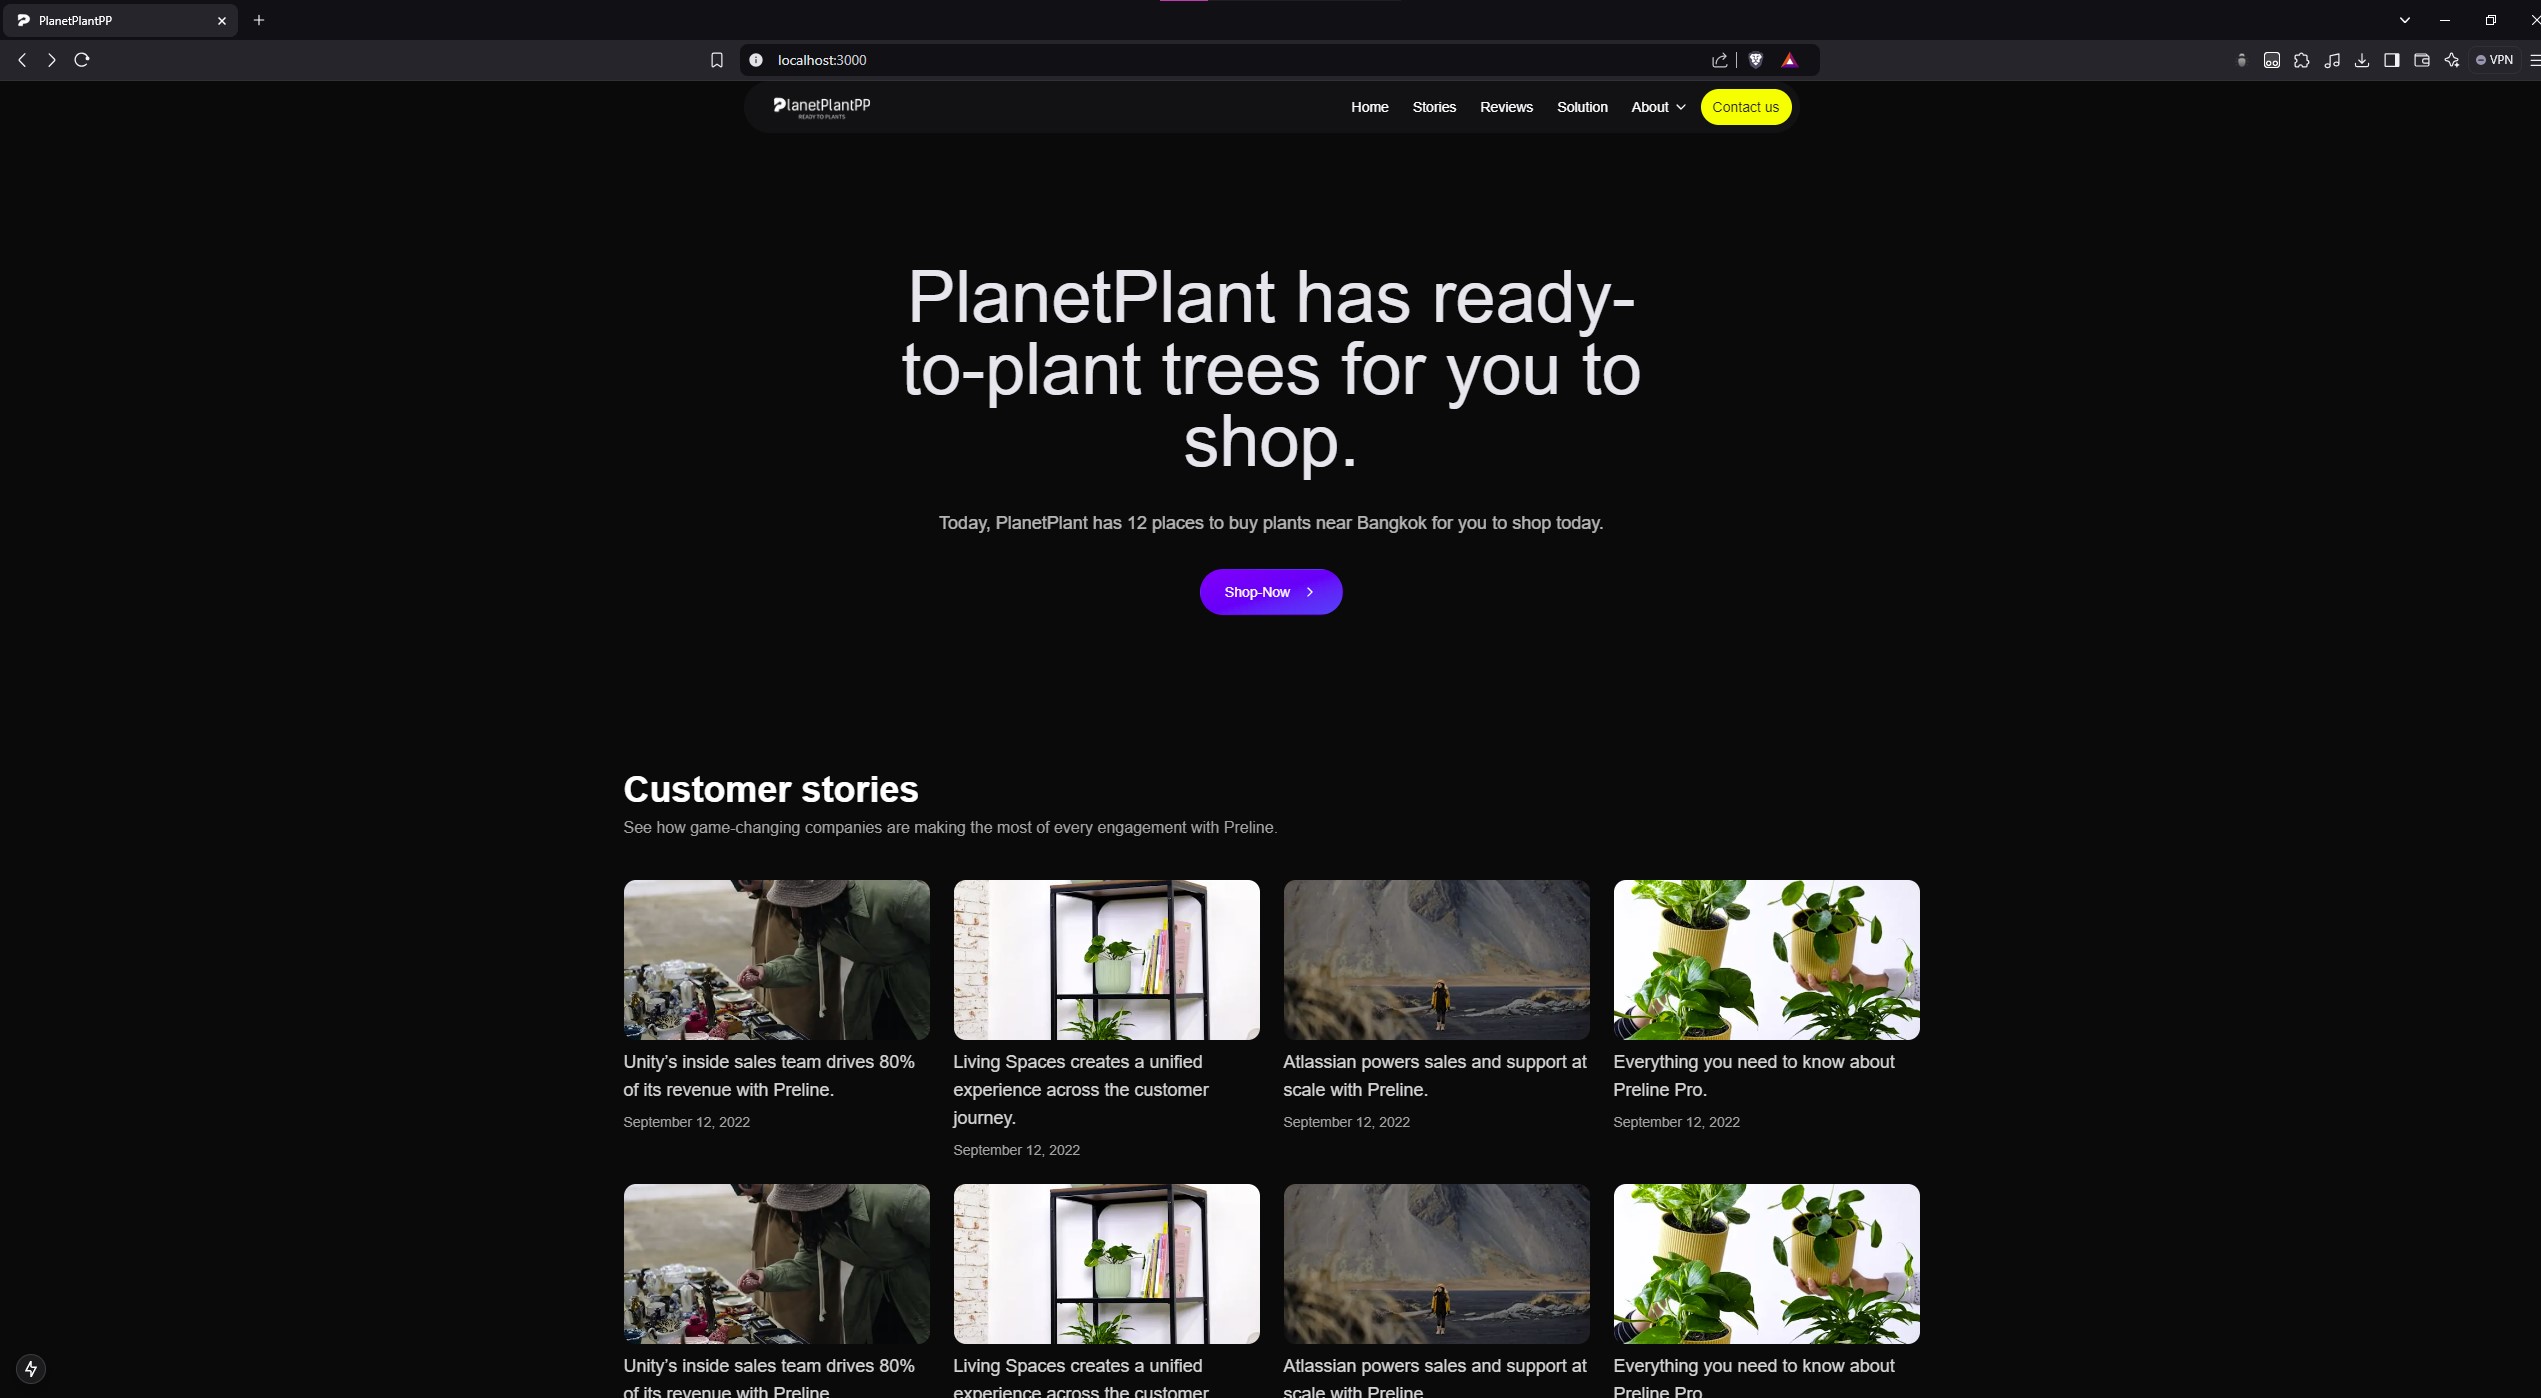 PlanetPlantPP
localhost:3000
VPN
PlanetPlantPP
READY TO PLANTS
Home
Stories
Reviews
Solution
About
Contact us
PlanetPlant has ready-
to-plant trees for you to
shop.
Today, PlanetPlant has 12 places to buy plants near Bangkok for you to shop today.
Shop-Now
Customer stories
See how game-changing companies are making the most of every engagement with Preline.
Unity’s inside sales team drives 80%
of its revenue with Preline.
September 12, 2022
Living Spaces creates a unified
experience across the customer
journey.
September 12, 2022
Atlassian powers sales and support at
scale with Preline.
September 12, 2022
Everything you need to know about
Preline Pro.
September 12, 2022
Unity’s inside sales team drives 80%
of its revenue with Preline
Living Spaces creates a unified
experience across the customer
Atlassian powers sales and support at
scale with Preline
Everything you need to know about
Preline Pro